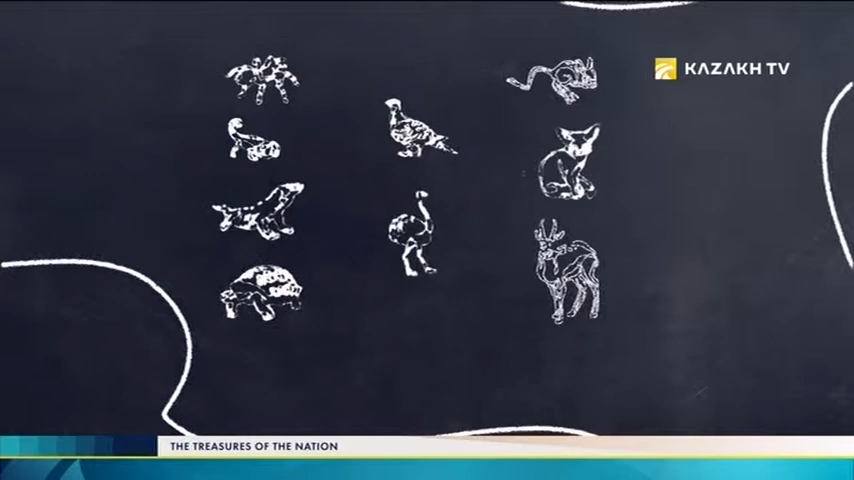 KAZAKH TV
THE TREASURES OF THE NATION